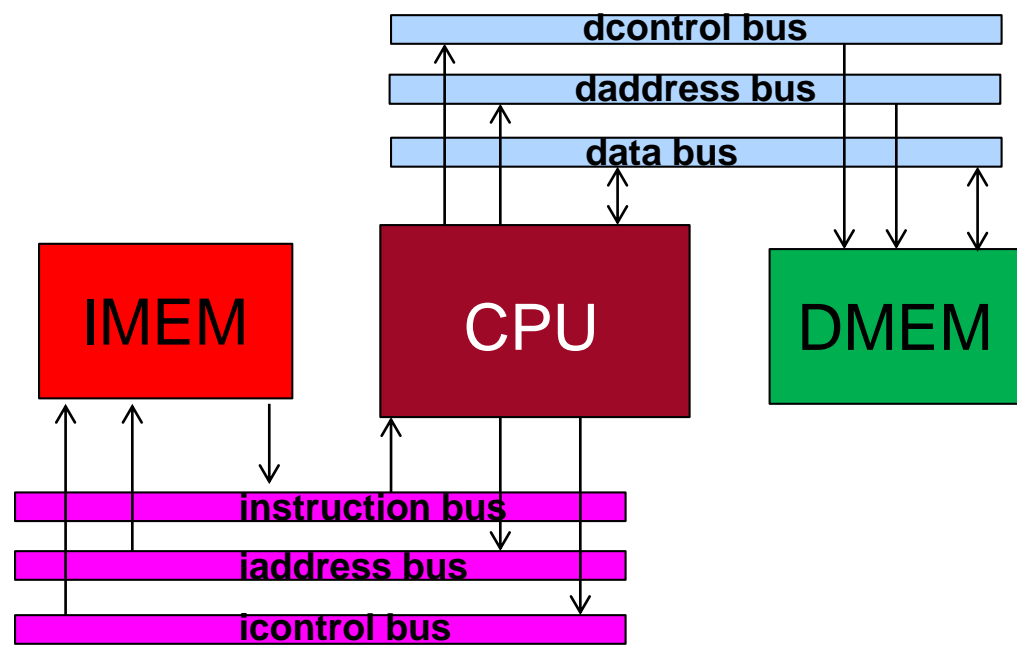 dcontrol bus
daddress bus
data bus
IMEM
CPU
DMEM
instruction bus
iaddress bus
icontrol bus